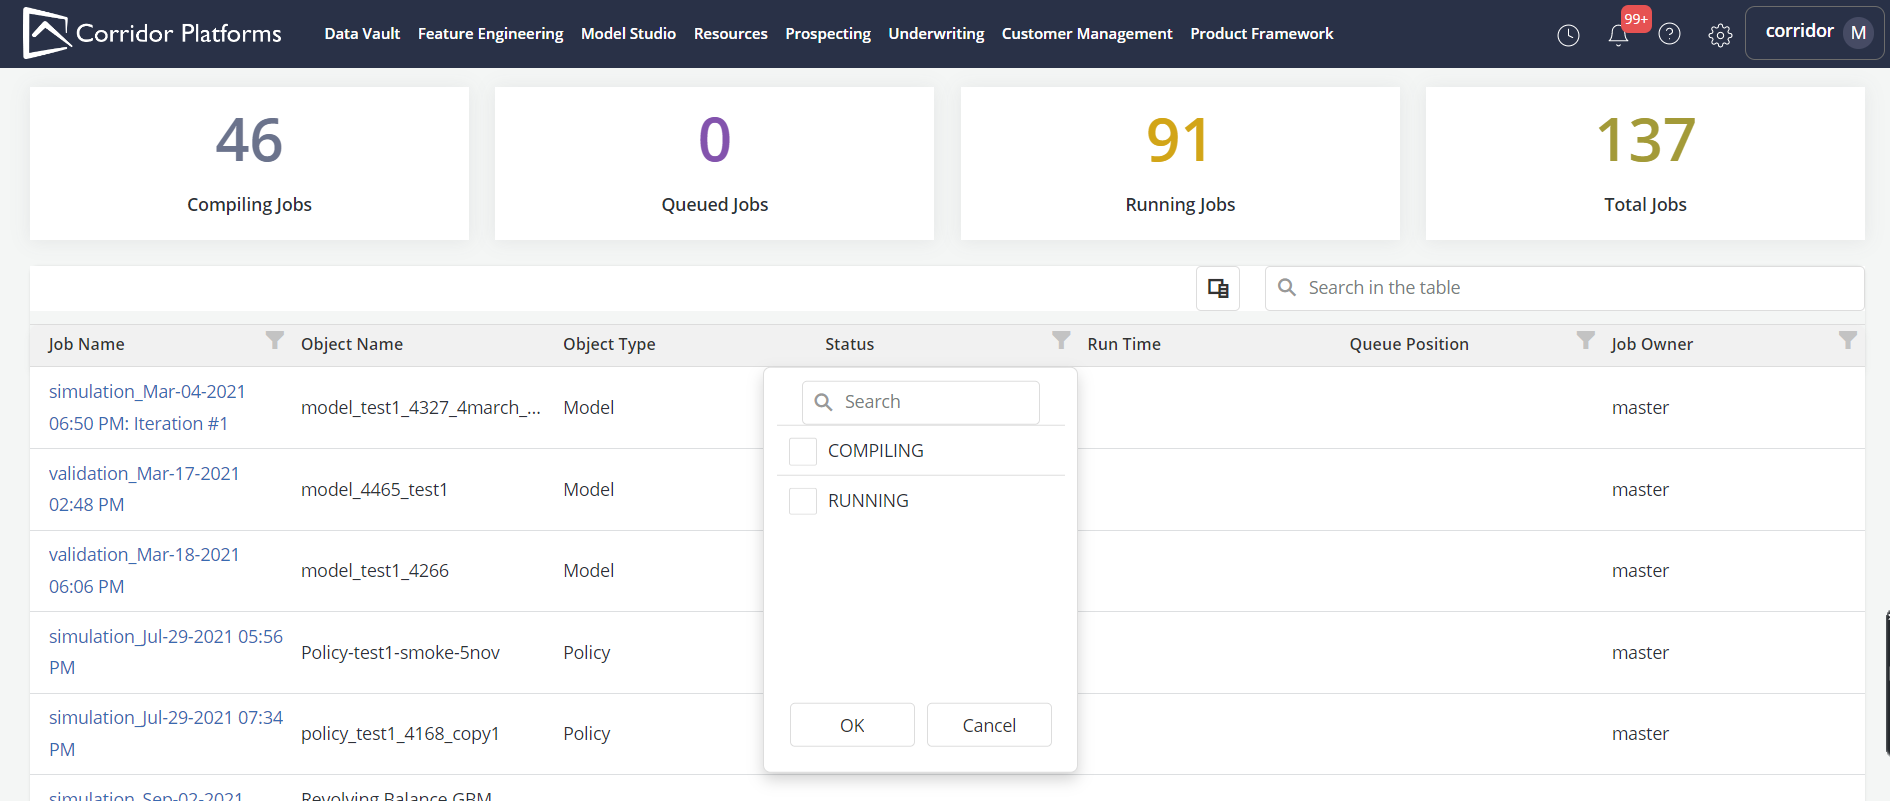 Corridor Platforms
Data Vault Feature Engineering Model Studio Resources Prospecting Underwriting Customer Management Product Framework
99+
corridor M
46
Compiling Jobs
0
Queued Jobs
91
Running Jobs
137
Total Jobs
Search in the table
Job Name Object Name Object Type Status Run Time Queue Position Job Owner
simulation_Mar-04-2021
06:50 PM: Iteration #1
model_test1_4327_4march_... Model master
validation_Mar-17-2021
02:48 PM
model_4465_test1 Model master
validation_Mar-18-2021
06:06 PM
model_test1_4266 Model master
simulation_Jul-29-2021 05:56
PM
Policy-test1-smoke-5nov Policy master
simulation_Jul-29-2021 07:34
PM
policy_test1_4168_copy1 Policy master
simulation_Sep-02-2021
Revolving Balance GBM
Search
COMPILING
RUNNING
OK Cancel